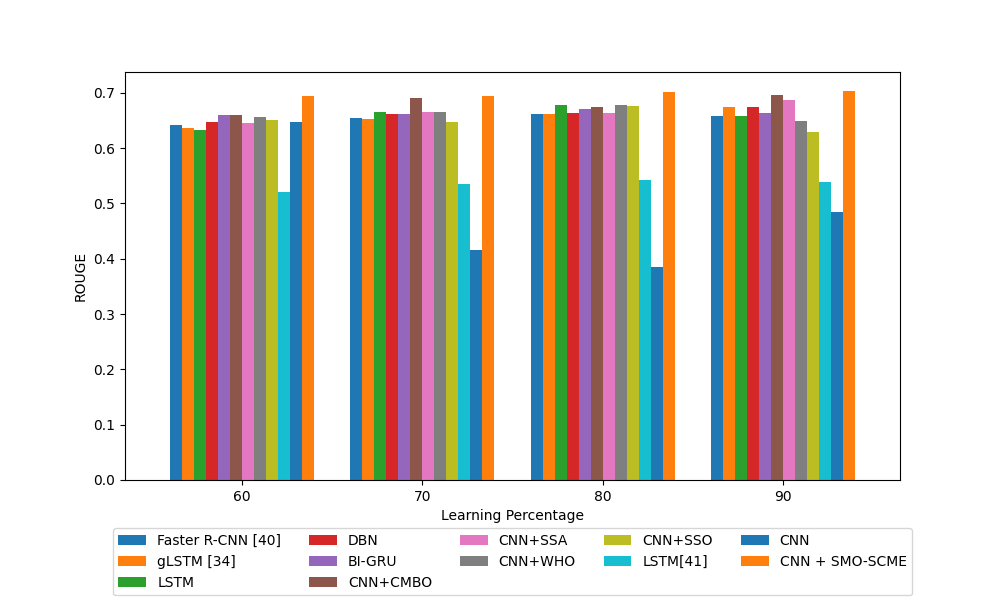 0.7
0.6
0.5
0.4
0.3
0.2
0.1
0.0
ROUGE
60 70 80 90
Learning Percentage
Faster R-CNN [40] DBN CNN+SSA CNN+SSO CNN
gLSTM [34] BI-GRU CNN+WHO LSTM[41] CNN + SMO-SCME
LSTM CNN+CMBO